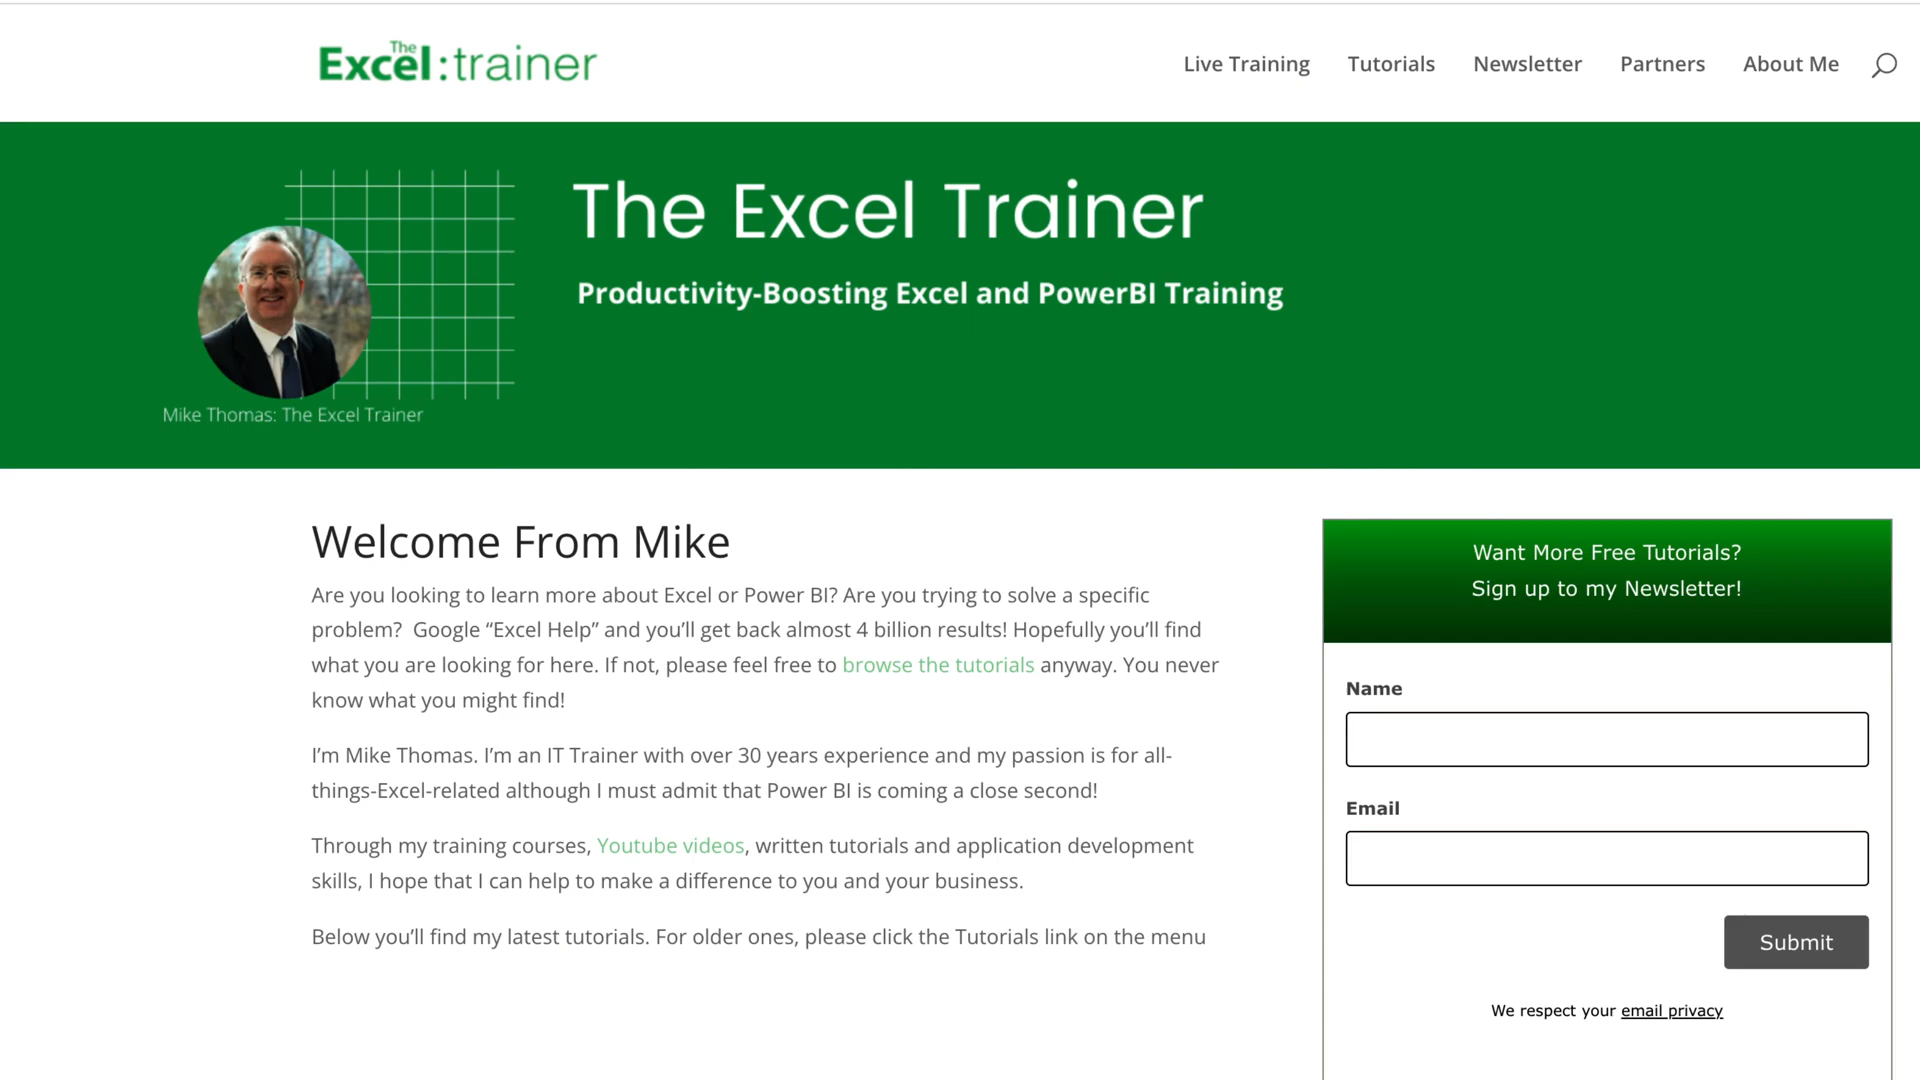 The
Excel:trainer
Live Training
Tutorials
Newsletter
Partners
About Me
The Excel Trainer
Productivity-Boosting Excel and PowerBI Training
Mike Thomas: The Excel Trainer
Welcome From Mike
Are you looking to learn more about Excel or Power BI? Are you trying to solve a specific
problem?  Google “Excel Help” and you’ll get back almost 4 billion results! Hopefully you’ll find
what you are looking for here. If not, please feel free to browse the tutorials anyway. You never
know what you might find!
I’m Mike Thomas. I’m an IT Trainer with over 30 years experience and my passion is for all-
things-Excel-related although I must admit that Power BI is coming a close second!
Through my training courses, Youtube videos, written tutorials and application development
skills, I hope that I can help to make a difference to you and your business.
Below you’ll find my latest tutorials. For older ones, please click the Tutorials link on the menu
Want More Free Tutorials?
Sign up to my Newsletter!
Name
Email
Submit
We respect your email privacy